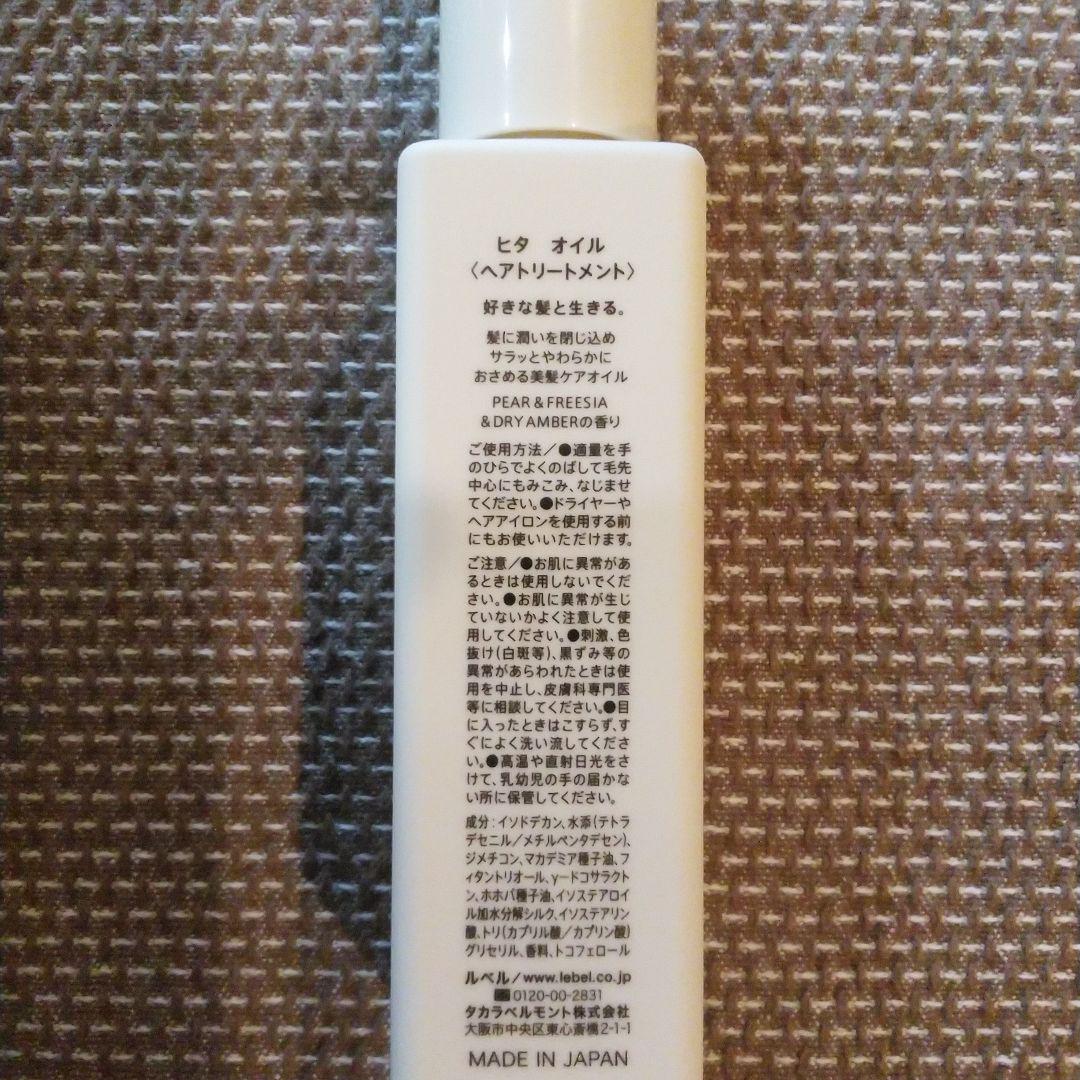 ヒタ　オイル
〈ヘアトリートメント〉
好きな髪と生きる。
髪に潤いを閉じ込め
サラッとやわらかに
おさめる美髪ケアオイル
PEAR & FREESIA
& DRY AMBERの香り
ご使用方法／●適量を手
のひらでよくのばして毛先
中心にもみこみ、なじませ
てください。●ドライヤーや
ヘアアイロンを使用する前
にもお使いいただけます。
ご注意／●お肌に異常があ
るときは使用しないでくだ
さい。●お肌に異常が生じ
ていないかよく注意して使
用してください。●刺激、色
抜け(白斑等)、黒ずみ等の
異常があらわれたときは使
用を中止し、皮膚科専門医
等に相談してください。●目
に入ったときはこすらず、す
ぐによく洗い流してくださ
い。●高温や直射日光をさ
けて、乳幼児の手の届かな
い所に保管してください。
成分：イソドデカン、水添(テトラ
デセニル／メチルペンタデセン)、
ジメチコン、マカデミア種子油、フ
ィタントリオール、γ－ドコサラクト
ン、ホホバ種子油、イソステアロイ
ル加水分解シルク、イソステアリン
酸、トリ(カプリル酸／カプリン酸)
グリセリル、香料、トコフェロール
ルベル／www.lebel.co.jp
0120-00-2831
タカラベルモント株式会社
大阪市中央区東心斎橋2-1-1
MADE IN JAPAN